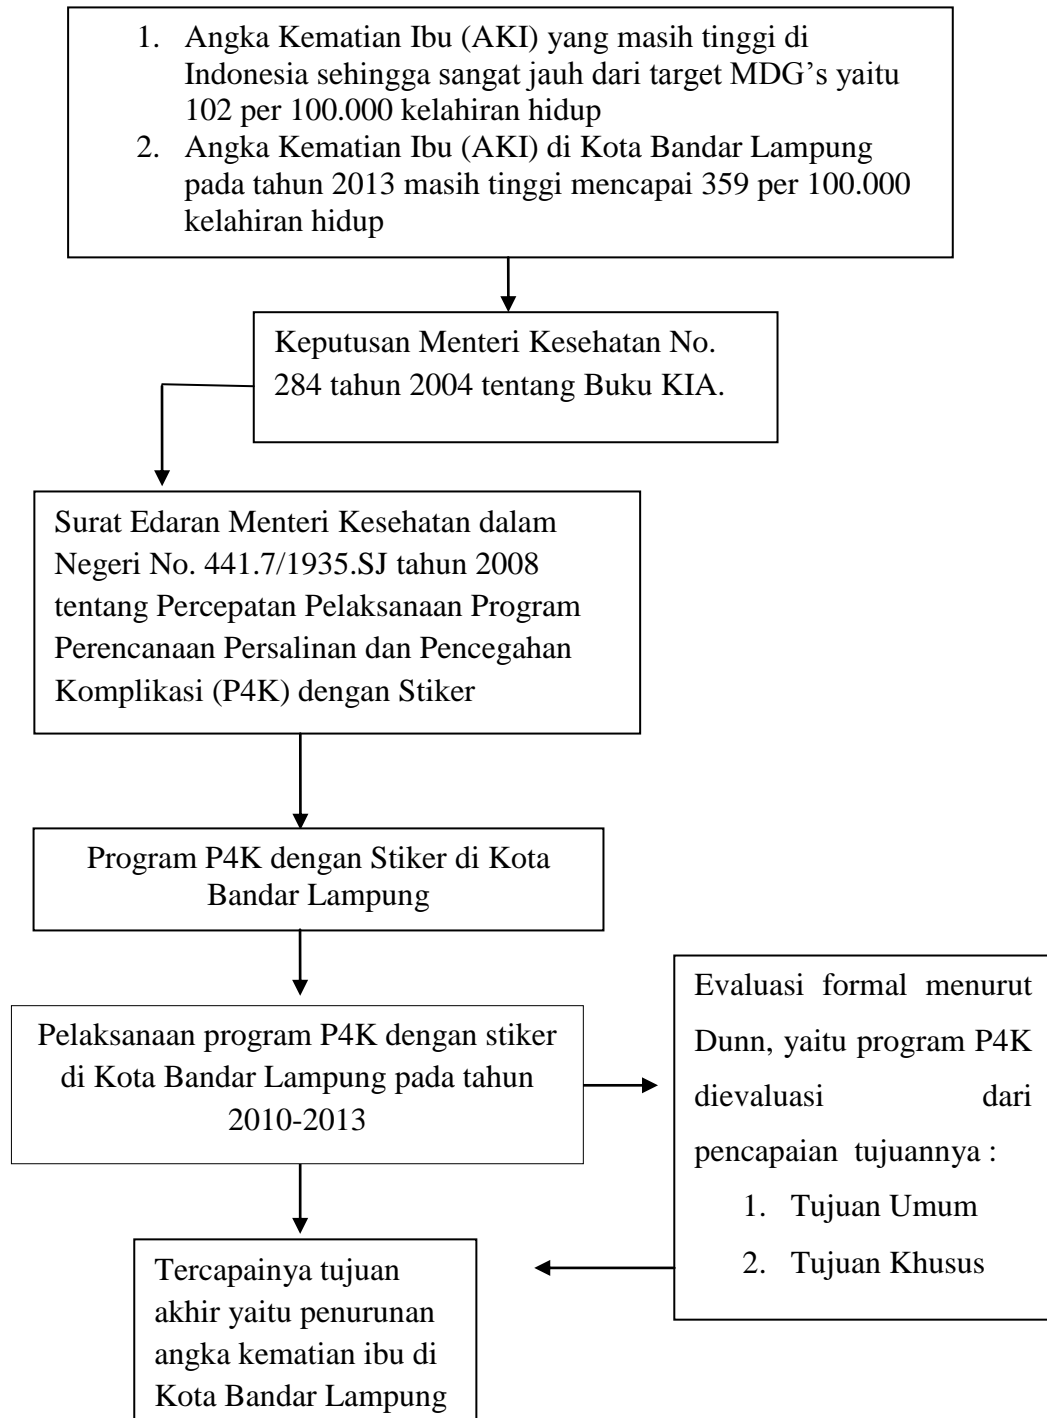 1. Angka Kematian Ibu (AKI) yang masih tinggi di
Indonesia sehingga sangat jauh dari target MDG’s yaitu
102 per 100.000 kelahiran hidup
2. Angka Kematian Ibu (AKI) di Kota Bandar Lampung
pada tahun 2013 masih tinggi mencapai 359 per 100.000
kelahiran hidup
Keputusan Menteri Kesehatan No.
284 tahun 2004 tentang Buku KIA.
Surat Edaran Menteri Kesehatan dalam
Negeri No. 441.7/1935.SJ tahun 2008
tentang Percepatan Pelaksanaan Program
Perencanaan Persalinan dan Pencegahan
Komplikasi (P4K) dengan Stiker
Program P4K dengan Stiker di Kota
Bandar Lampung
Pelaksanaan program P4K dengan stiker
di Kota Bandar Lampung pada tahun
2010-2013
Evaluasi formal menurut
Dunn, yaitu program P4K
dievaluasi dari
pencapaian tujuannya :
1. Tujuan Umum
2. Tujuan Khusus
Tercapainya tujuan
akhir yaitu penurunan
angka kematian ibu di
Kota Bandar Lampung